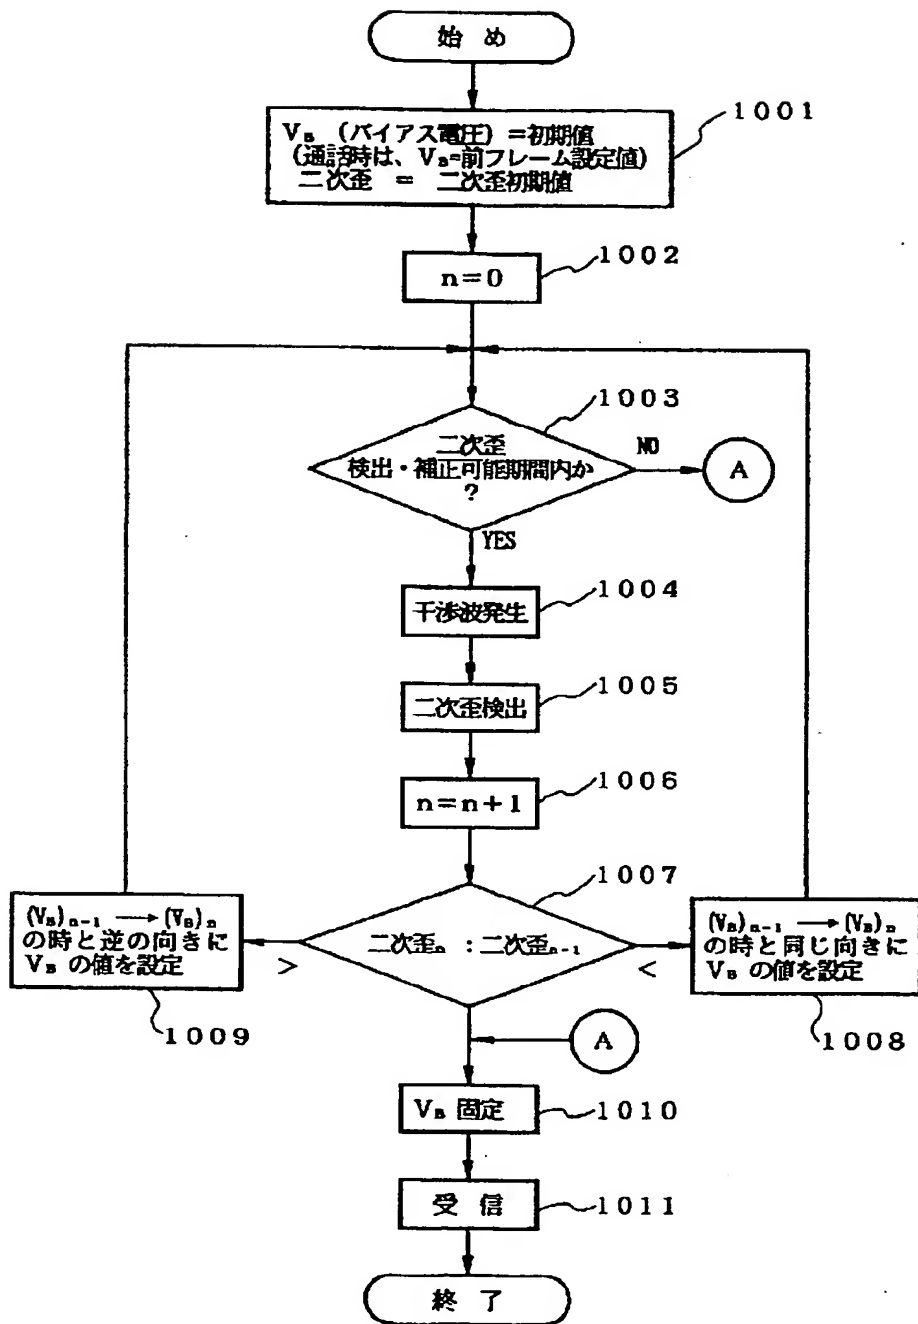 始め
1001
V_B (バイアス電圧)=初期値
(通話時は、V_B=前フレーム設定値)
二次歪 = 二次歪初期値
1002
n=0
1003
二次歪
検出・補正可能期間内か
?
NO
A
YES
1004
干渉波発生
1005
二次歪検出
1006
n=n+1
1007
二次歪n :二次歪n-1
>
<
(V_B)n-1 → (V_B)n
の時と逆の向きに
V_B の値を設定
1009
(V_B)n-1 → (V_B)n
の時と同じ向きに
V_B の値を設定
1008
A
V_B 固定
1010
受信
1011
終了